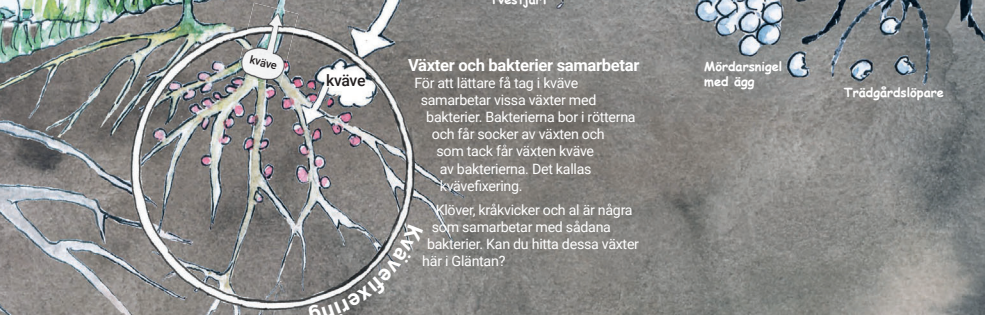 Tvestjärt
kväve
kväve
Växter och bakterier samarbetar
För att lättare få tag i kväve
samarbetar vissa växter med
bakterier. Bakterierna bor i rötterna
och får socker av växten och
som tack får växten kväve
av bakterierna. Det kallas
kvävefixering.
Klöver, kråkvicker och al är några
som samarbetar med sådana
bakterier. Kan du hitta dessa växter
här i Gläntan?
Kvävefixering
Mördarsnigel
med ägg
Trädgårdslöpare